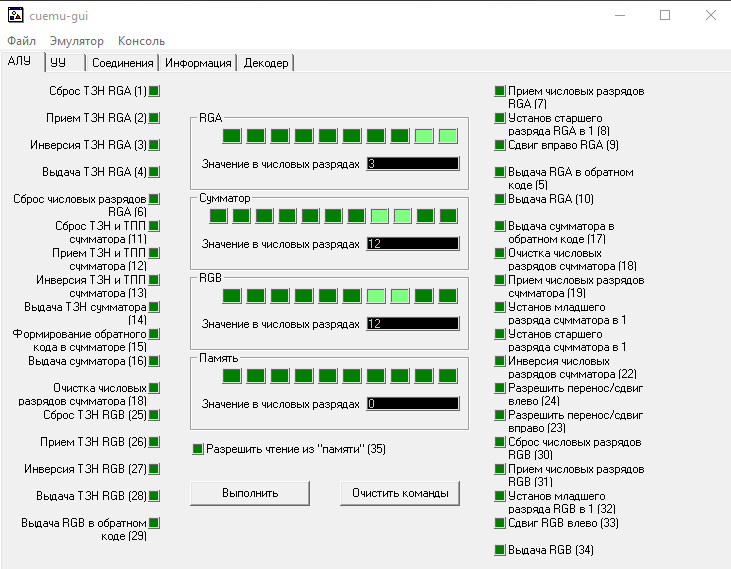 cuemu-gui
Файл Эмулятор Консоль
АЛУ УУ Соединения Информация Декодер
Сброс ТЗН RGA (1)
Прием ТЗН RGA (2)
Инверсия ТЗН RGA (3)
Выдача ТЗН RGA (4)
Сброс числовых разрядов
RGA (6)
Сброс ТЗН и ТПП
сумматора (11)
Прием ТЗН и ТПП
сумматора (12)
Инверсия ТЗН и ТПП
сумматора (13)
Выдача ТЗН сумматора
(14)
Формирование обратного
кода в сумматоре (15)
Выдача сумматора (16)
Очистка числовых
разрядов сумматора (18)
Сброс ТЗН RGB (25)
Прием ТЗН RGB (26)
Инверсия ТЗН RGB (27)
Выдача ТЗН RGB (28)
Выдача RGB в обратном
коде (29)
RGA
Значение в числовых разрядах 3
Сумматор
Значение в числовых разрядах 12
RGB
Значение в числовых разрядах 12
Память
Значение в числовых разрядах 0
Разрешить чтение из "памяти" (35)
Выполнить Очистить команды
Прием числовых разрядов
RGA (7)
Установ старшего
разряда RGA в 1 (8)
Сдвиг вправо RGA (9)
Выдача RGA в обратном
коде (5)
Выдача RGA (10)
Выдача сумматора в
обратном коде (17)
Очистка числовых
разрядов сумматора (18)
Прием числовых разрядов
сумматора (19)
Установ младшего
разряда сумматора в 1
Установ старшего
разряда сумматора в 1
Инверсия числовых
разрядов сумматора (22)
Разрешить перенос/сдвиг
влево (24)
Разрешить перенос/сдвиг
вправо (23)
Сброс числовых разрядов
RGB (30)
Прием числовых разрядов
RGB (31)
Установ младшего
разряда RGB в 1 (32)
Сдвиг RGB влево (33)
Выдача RGB (34)